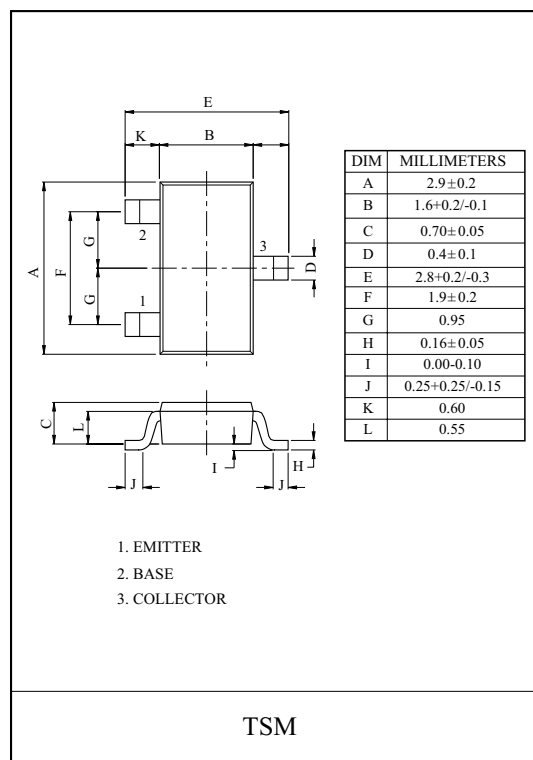 E
K B
DIM MILLIMETERS
A 2.9±0.2
B 1.6+0.2/-0.1
C 0.70±0.05
D 0.4±0.1
E 2.8+0.2/-0.3
F 1.9±0.2
G 0.95
H 0.16±0.05
I 0.00-0.10
J 0.25+0.25/-0.15
K 0.60
L 0.55
2 3
A F G G D
1
C L I H
J J
1. EMITTER
2. BASE
3. COLLECTOR
TSM